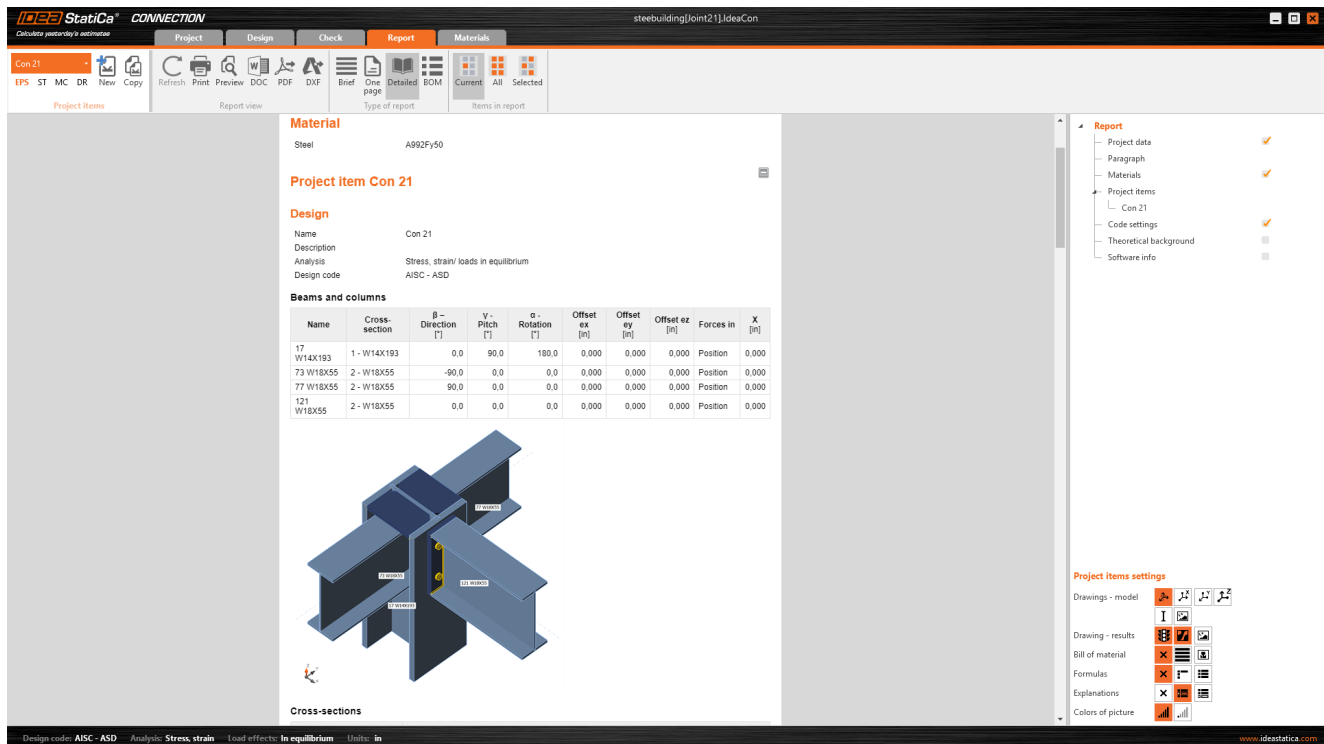 IDEA StatiCa® CONNECTION
Calculate yesterday's estimates
steebuilding[Joint21].IdeaCon
Project Design Check Report Materials
Con 21
EPS ST MC DR New Copy
Refresh Print Preview DOC PDF DXF
Brief One page Detailed BOM
Current All Selected
Project items Report view Type of report Items in report
Material
Steel A992Fy50
Project item Con 21
Design
Name Con 21
Description
Analysis Stress, strain/ loads in equilibrium
Design code AISC - ASD
Beams and columns
Name Cross-section β – Direction [°] γ - Pitch [°] α - Rotation [°] Offset ex [in] Offset ey [in] Offset ez [in] Forces in X [in]
17 W14X193 1 - W14X193 0,0 90,0 180,0 0,000 0,000 0,000 Position 0,000
73 W18X55 2 - W18X55 -90,0 0,0 0,0 0,000 0,000 0,000 Position 0,000
77 W18X55 2 - W18X55 90,0 0,0 0,0 0,000 0,000 0,000 Position 0,000
121 W18X55 2 - W18X55 0,0 0,0 0,0 0,000 0,000 0,000 Position 0,000
77 W18X55
73 W18X55
121 W18X55
17 W14X193
Cross-sections
Report
Project data
Paragraph
Materials
Project items
Con 21
Code settings
Theoretical background
Software info
Project items settings
Drawings - model
Drawing - results
Bill of material
Formulas
Explanations
Colors of picture
Design code: AISC - ASD Analysis: Stress, strain Load effects: In equilibrium Units: in
www.ideastatica.com